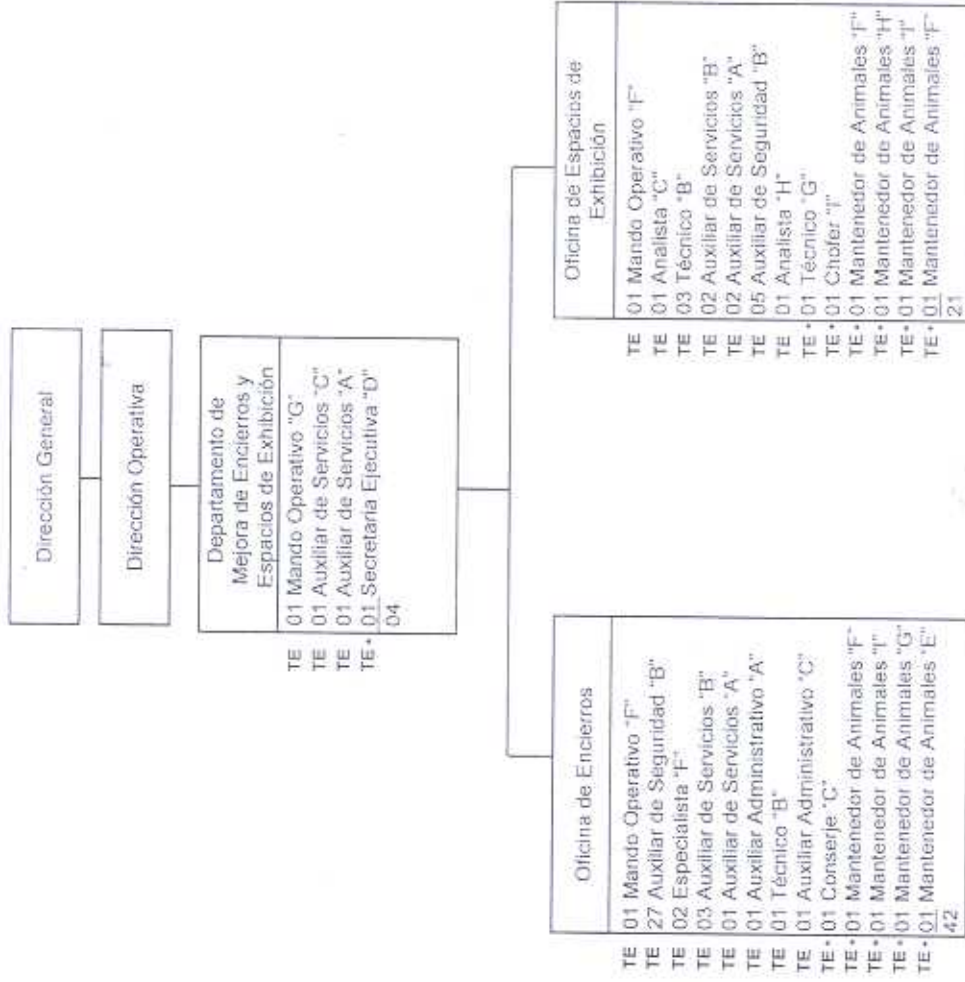 Dirección General
Dirección Operativa
Departamento de
Mejora de Encierros y
Espacios de Exhibición
TE 01 Mando Operativo "G"
TE 01 Auxiliar de Servicios "C"
TE 01 Auxiliar de Servicios "A"
TE * 01 Secretaria Ejecutiva "D"
04
Oficina de Encierros
TE 01 Mando Operativo "F"
TE 27 Auxiliar de Seguridad "B"
TE 02 Especialista "F"
TE 03 Auxiliar de Servicios "B"
TE 01 Auxiliar de Servicios "A"
TE 01 Auxiliar Administrativo "A"
TE 01 Técnico "B"
TE 01 Auxiliar Administrativo "C"
TE * 01 Conserje "C"
TE * 01 Mantenedor de Animales "F"
TE * 01 Mantenedor de Animales "I"
TE * 01 Mantenedor de Animales "G"
TE * 01 Mantenedor de Animales "E"
42
Oficina de Espacios de
Exhibición
TE 01 Mando Operativo "F"
TE 01 Analista "C"
TE 03 Técnico "B"
TE 02 Auxiliar de Servicios "B"
TE 02 Auxiliar de Servicios "A"
TE 05 Auxiliar de Seguridad "B"
TE 01 Analista "H"
TE * 01 Técnico "G"
TE * 01 Chofer "I"
TE * 01 Mantenedor de Animales "F"
TE * 01 Mantenedor de Animales "H"
TE * 01 Mantenedor de Animales "I"
TE * 01 Mantenedor de Animales "F"
21